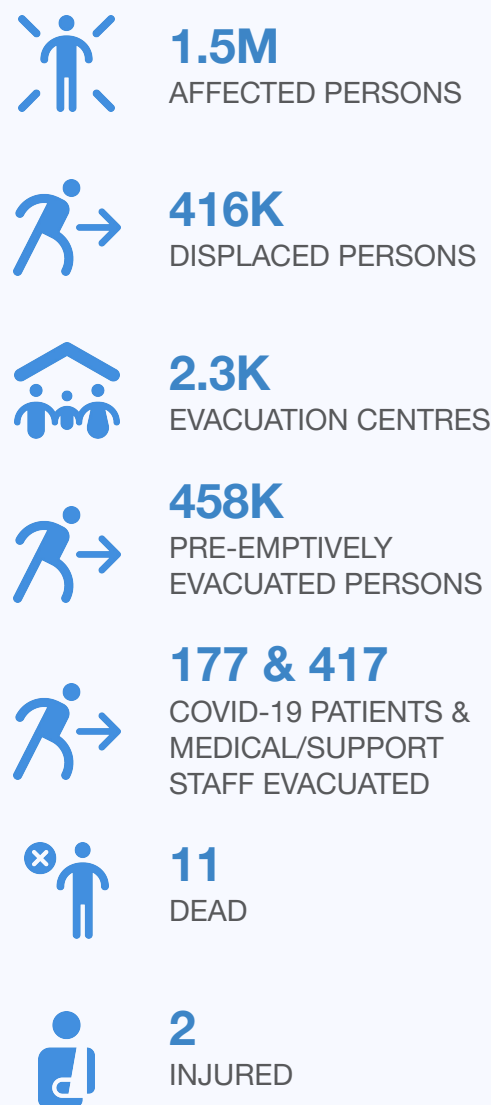 1.5M
AFFECTED PERSONS
416K
DISPLACED PERSONS
2.3K
EVACUATION CENTRES
458K
PRE-EMPTIVELY
EVACUATED PERSONS
177 & 417
COVID-19 PATIENTS &
MEDICAL/SUPPORT
STAFF EVACUATED
11
DEAD
2
INJURED